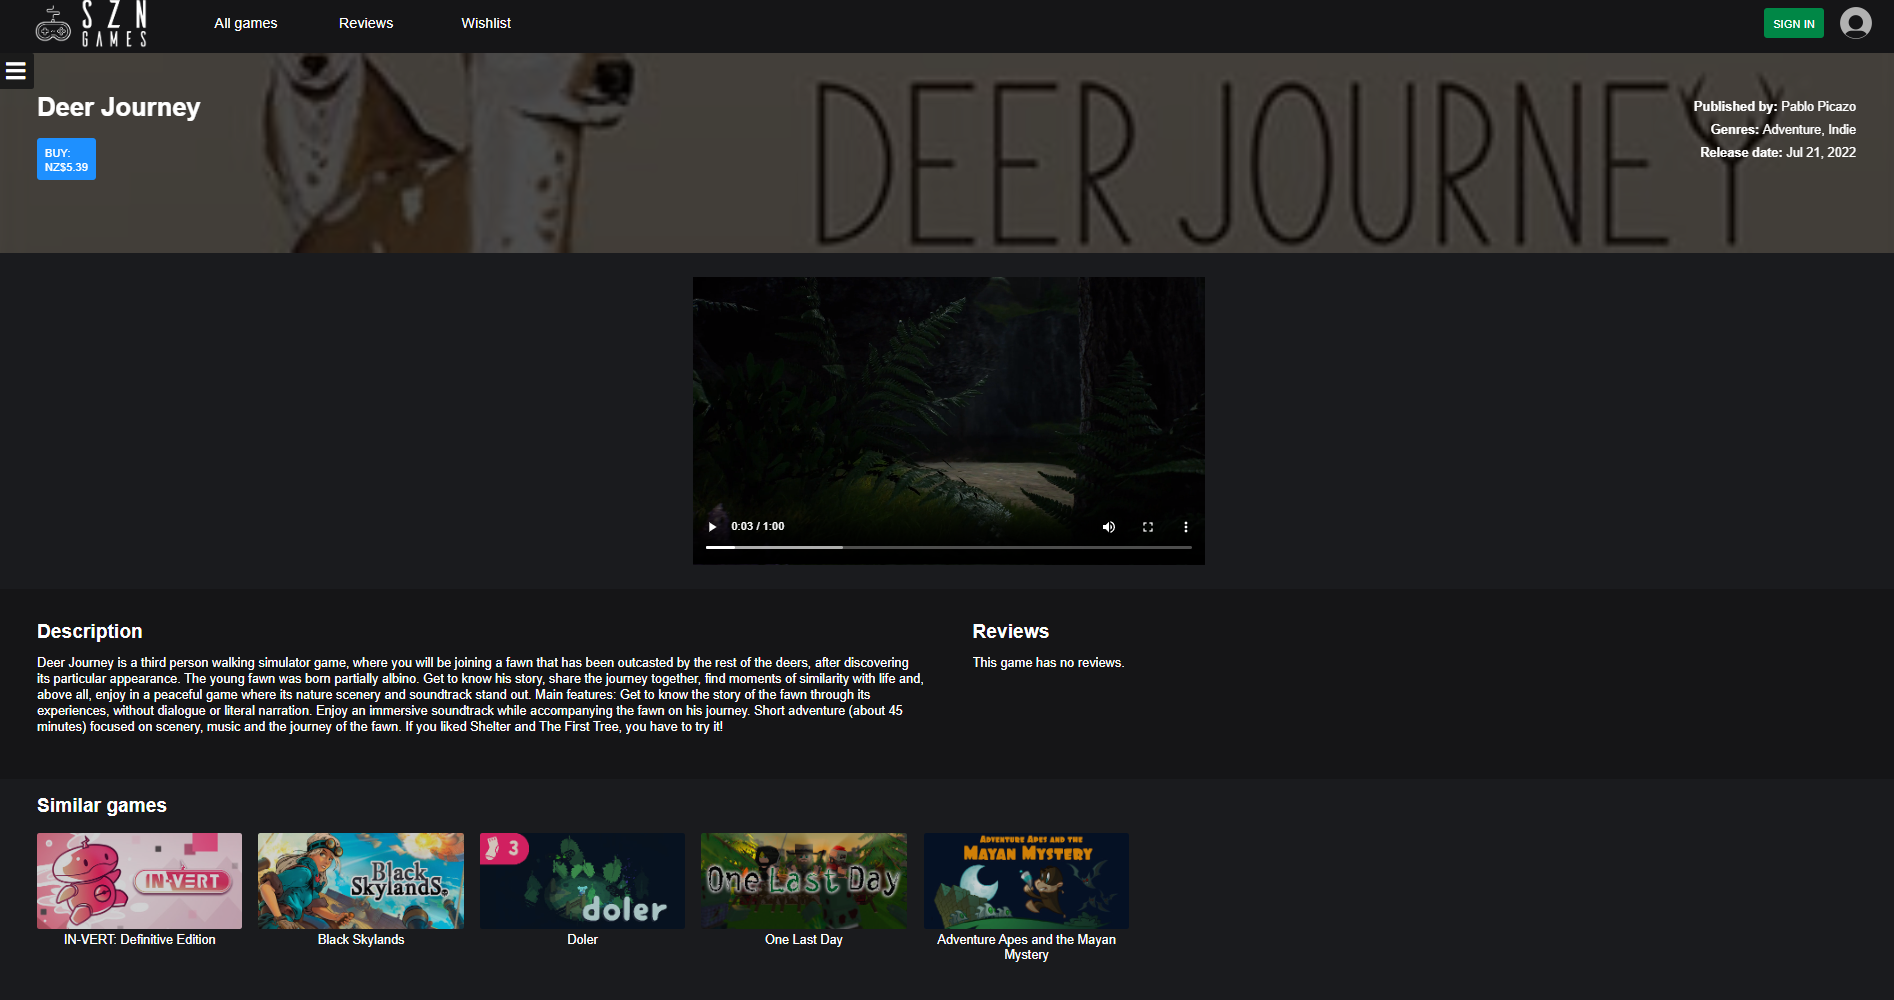 SZN
GAMES
All games
Reviews
Wishlist
SIGN IN
Deer Journey
BUY:
NZ$5.39
DEER JOURNEY
Published by: Pablo Picazo
Genres: Adventure, Indie
Release date: Jul 21, 2022
0:03 / 1:00
Description
Deer Journey is a third person walking simulator game, where you will be joining a fawn that has been outcasted by the rest of the deers, after discovering
its particular appearance. The young fawn was born partially albino. Get to know his story, share the journey together, find moments of similarity with life and,
above all, enjoy in a peaceful game where its nature scenery and soundtrack stand out. Main features: Get to know the story of the fawn through its
experiences, without dialogue or literal narration. Enjoy an immersive soundtrack while accompanying the fawn on his journey. Short adventure (about 45
minutes) focused on scenery, music and the journey of the fawn. If you liked Shelter and The First Tree, you have to try it!
Reviews
This game has no reviews.
Similar games
IN-VERT
Black
Skylands
3
doler
One Last Day
Adventure Apes and the
Mayan Mystery
IN-VERT: Definitive Edition
Black Skylands
Doler
One Last Day
Adventure Apes and the Mayan
Mystery